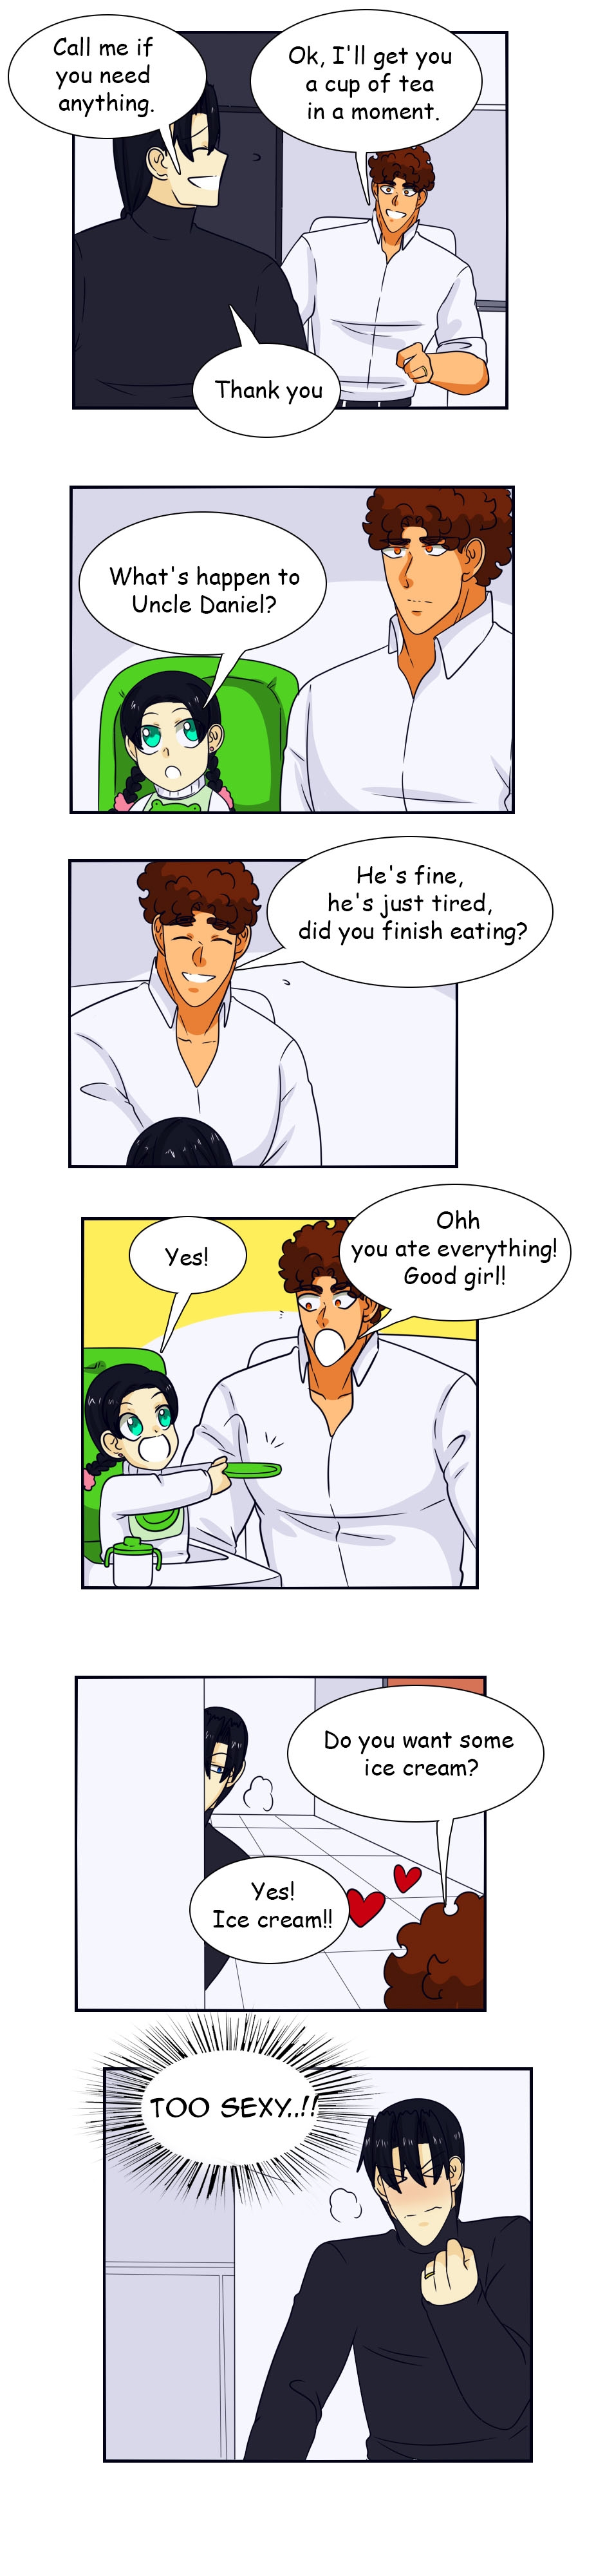 Call me if
you need
anything.
Ok, I'll get you
a cup of tea
in a moment.
Thank you
What's happen to
Uncle Daniel?
He's fine,
he's just tired,
did you finish eating?
Yes!
Ohh
you ate everything!
Good girl!
Do you want some
ice cream?
Yes!
Ice cream!!
TOO SEXY..!!